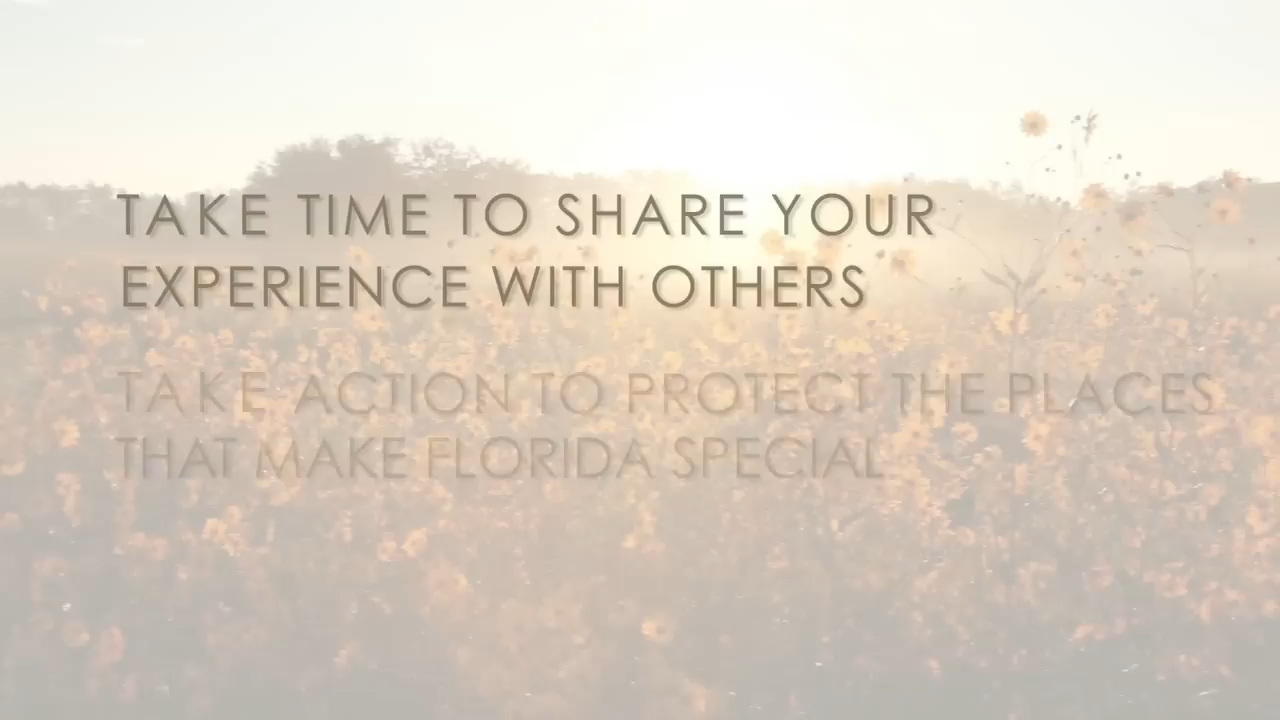 TAKE TIME TO SHARE YOUR
EXPERIENCE WITH OTHERS
TAKE ACTION TO PROTECT THE PLACES
THAT MAKE FLORIDA SPECIAL